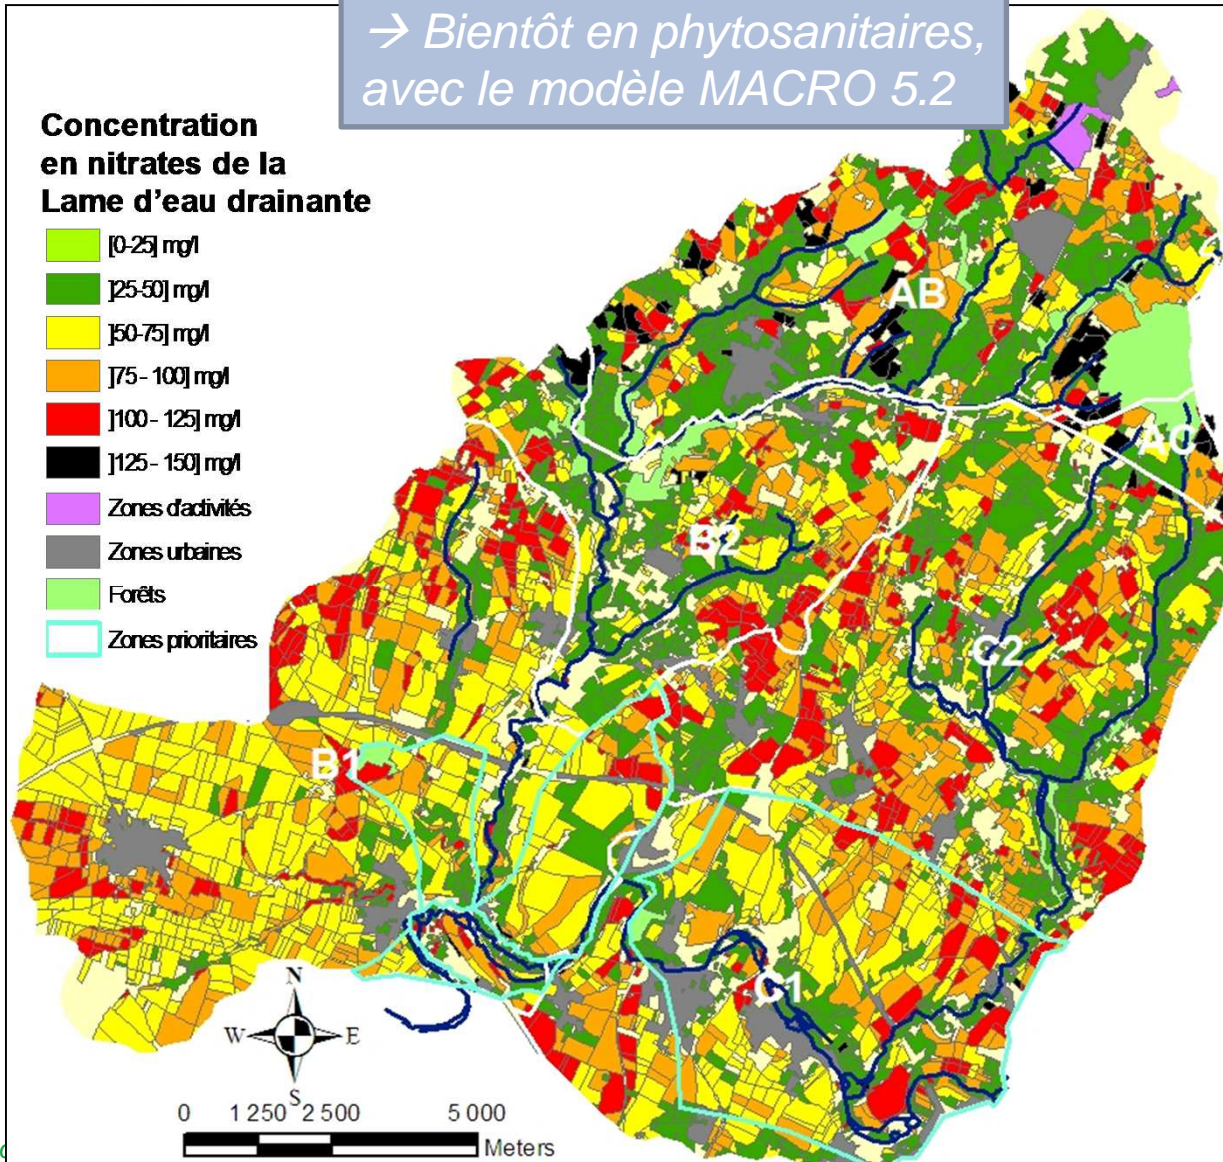 → Bientôt en phytosanitaires,
avec le modèle MACRO 5.2
Concentration
en nitrates de la
Lame d'eau drainante
[0-25] mg/l
]25-50] mg/l
]50-75] mg/l
]75 - 100] mg/l
]100 - 125] mg/l
]125 - 150] mg/l
Zones d'activités
Zones urbaines
Forêts
Zones prioritaires
AB
AC
B2
C2
B1
C1
N
W E
S
0 1 250 2 500 5 000
Meters